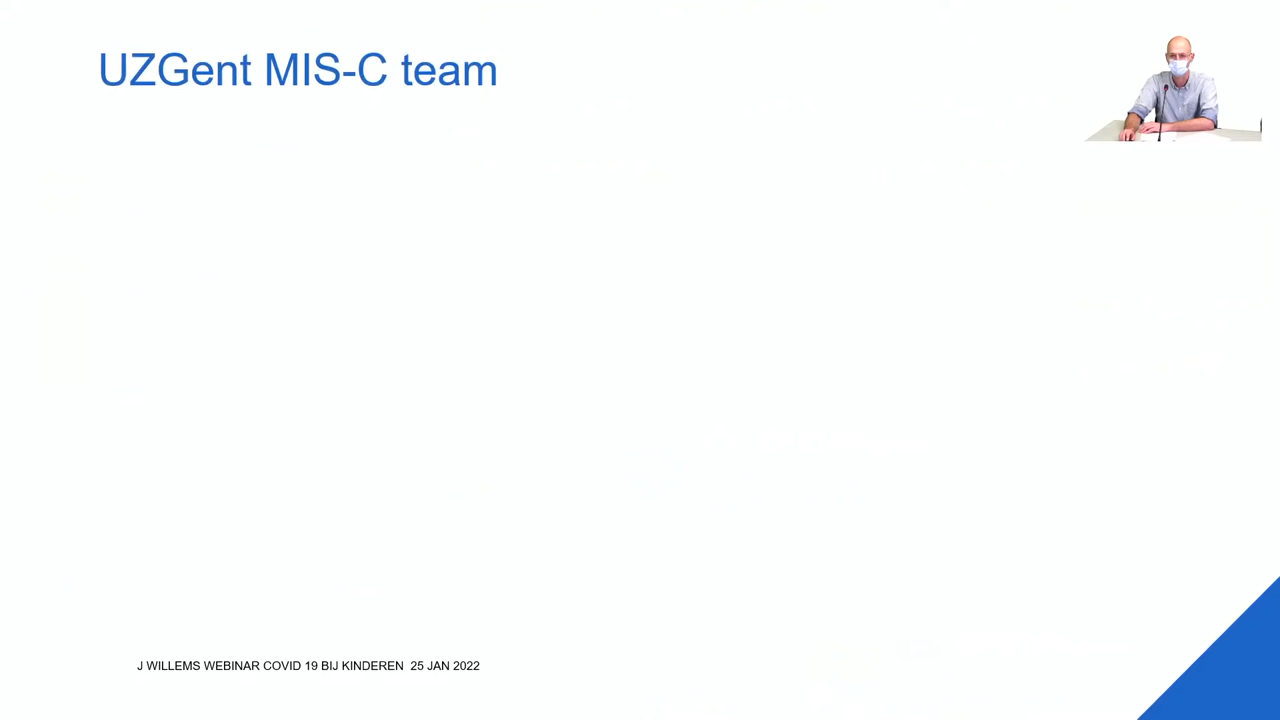 UZGent MIS-C team
J WILLEMS WEBINAR COVID 19 BIJ KINDEREN 25 JAN 2022